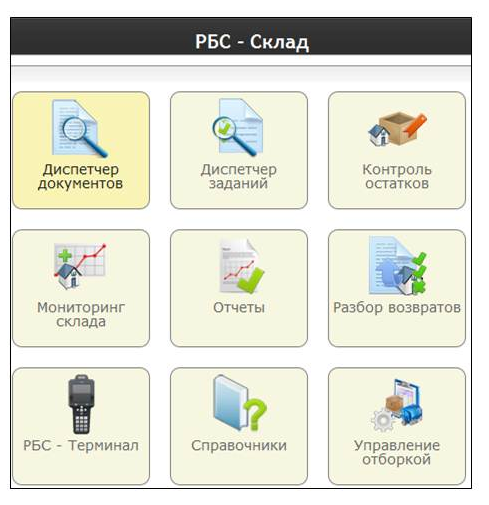 РБС - Склад
Диспетчер
документов
Диспетчер
заданий
Контроль
остатков
Мониторинг
склада
Отчеты
Разбор возвратов
РБС - Терминал
Справочники
Управление
отборкой